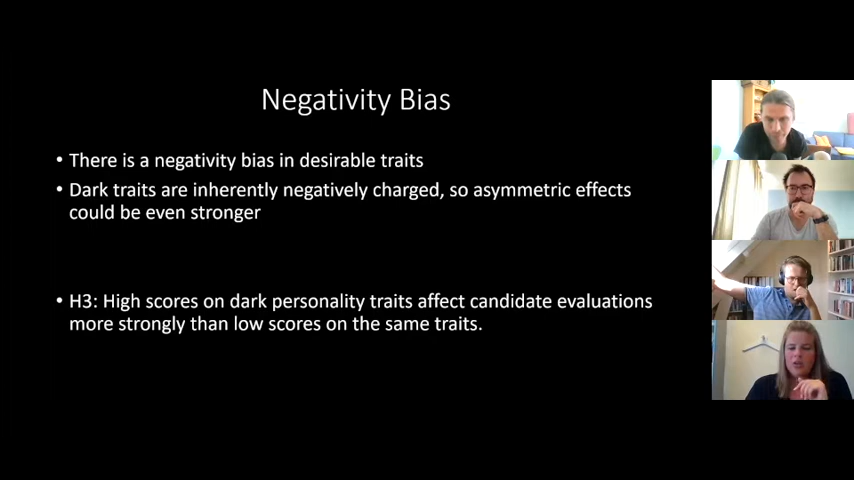 Negativity Bias
• There is a negativity bias in desirable traits
• Dark traits are inherently negatively charged, so asymmetric effects
could be even stronger
• H3: High scores on dark personality traits affect candidate evaluations
more strongly than low scores on the same traits.